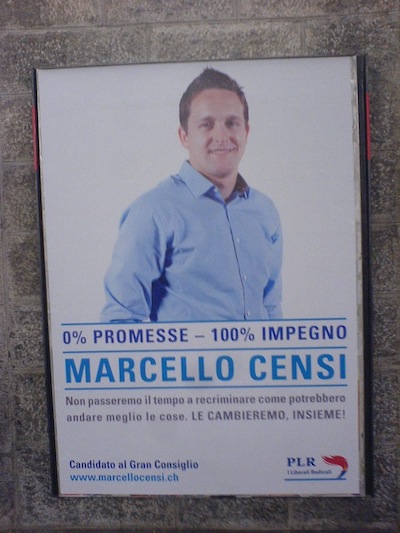 0% PROMESSE – 100% IMPEGNO
MARCELLO CENSI
Non passeremo il tempo a recriminare come potrebbero
andare meglio le cose. LE CAMBIEREMO, INSIEME!
Candidato al Gran Consiglio
www.marcellocensi.ch
PLR
I Liberali Radicali